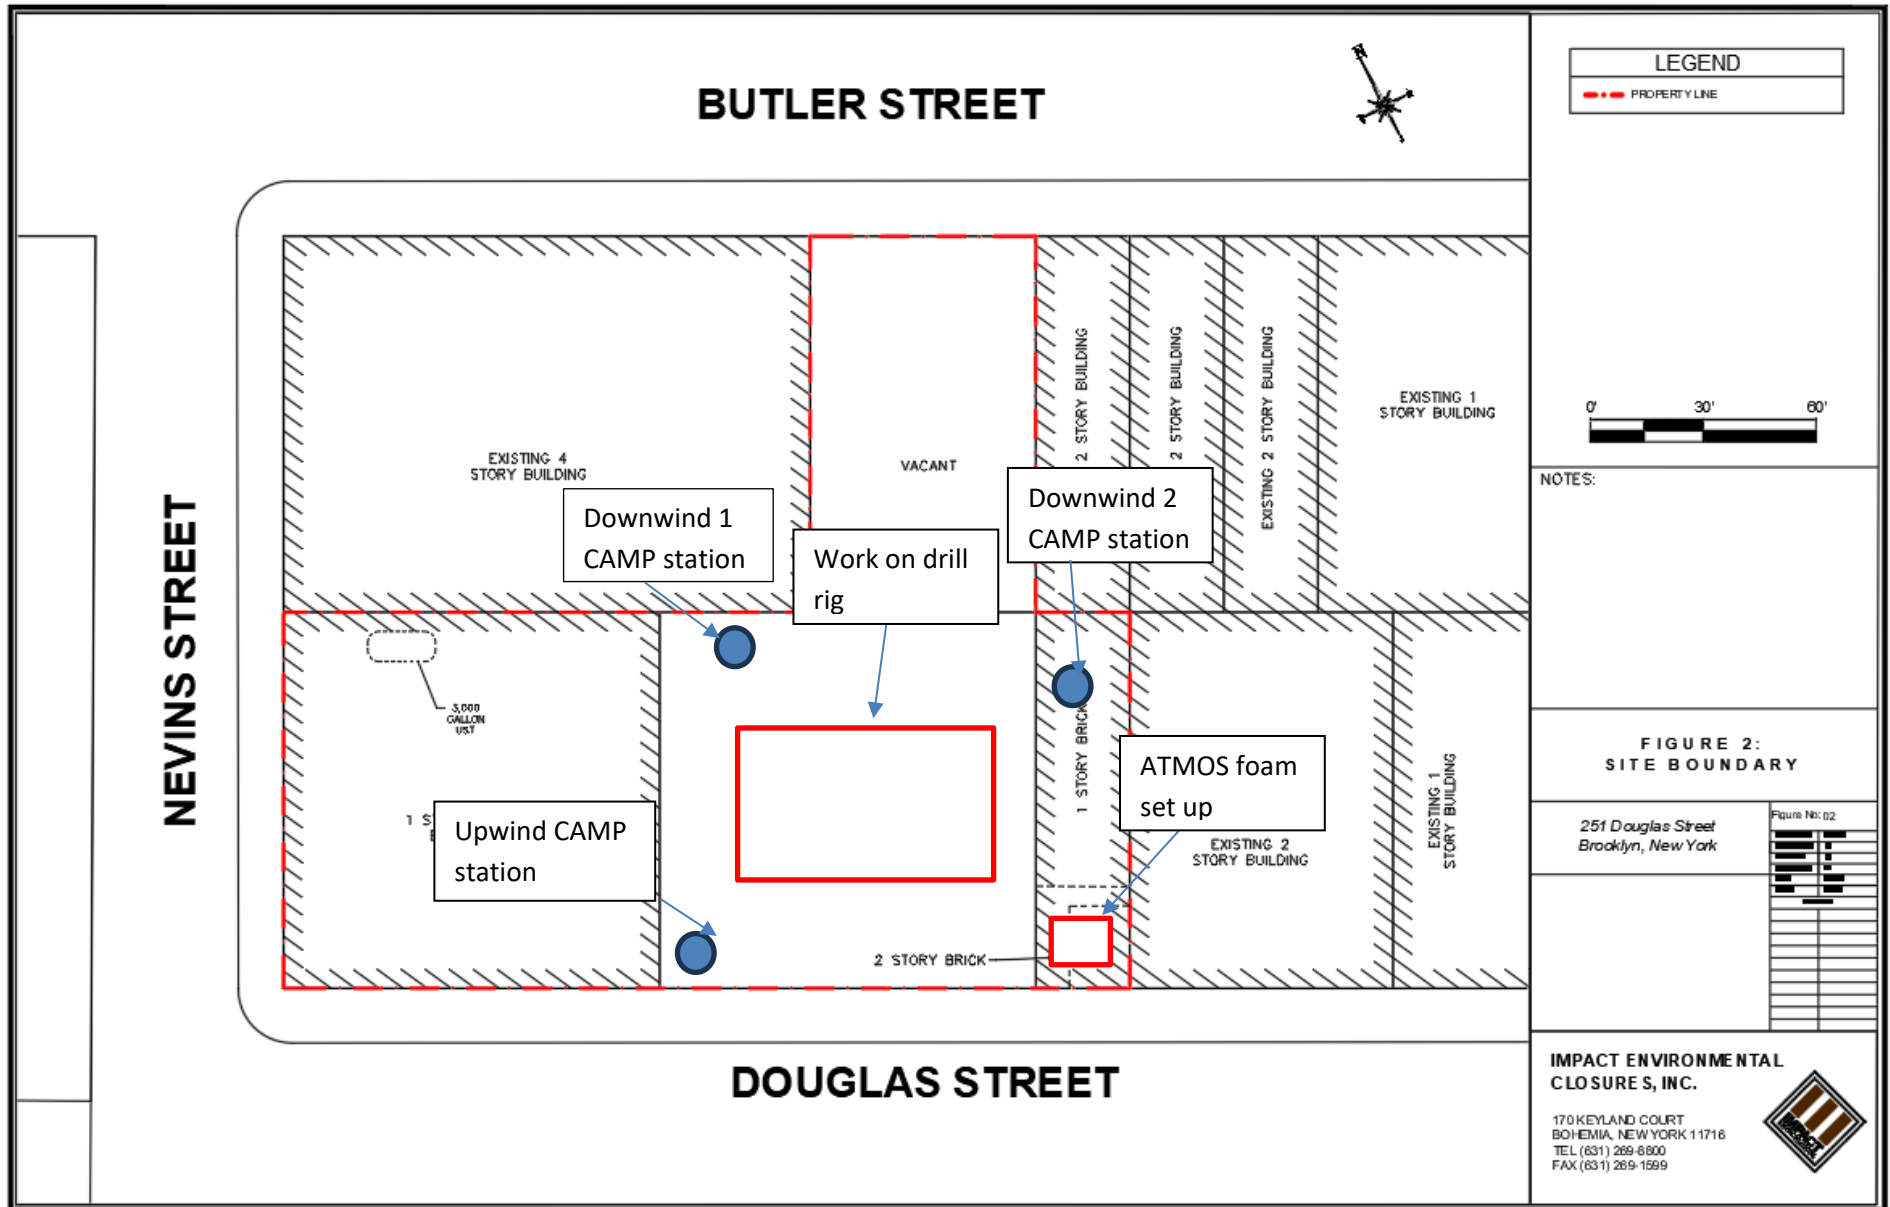 BUTLER STREET
N
LEGEND
PROPERTY LINE
0' 30' 60'
NOTES:
EXISTING 4
STORY BUILDING
VACANT
2 STORY BUILDING
2 STORY BUILDING
EXISTING 2 STORY BUILDING
EXISTING 1
STORY BUILDING
Downwind 1
CAMP station
Work on drill
rig
Downwind 2
CAMP station
NEVINS STREET
3,000
GALLON
UST
1 S
Upwind CAMP
station
1 STORY BRICK
ATMOS foam
set up
EXISTING 2
STORY BUILDING
EXISTING 1
STORY BUILDING
2 STORY BRICK
DOUGLAS STREET
FIGURE 2:
SITE BOUNDARY
251 Douglas Street
Brooklyn, New York
Figure No: 02
IMPACT ENVIRONMENTAL
CLOSURES, INC.
170 KEYLAND COURT
BOHEMIA, NEW YORK 11716
TEL (631) 269-8800
FAX (631) 269-1599
IMPACT